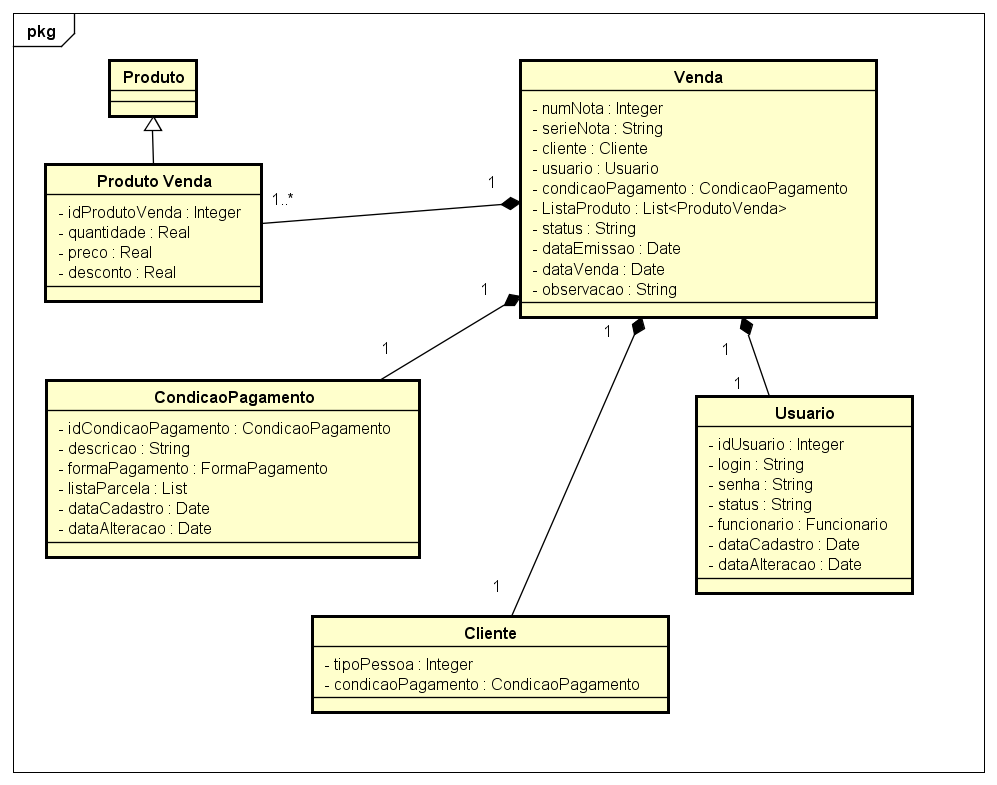 pkg
Produto
Produto Venda
- idProdutoVenda : Integer
- quantidade : Real
- preco : Real
- desconto : Real
1..*
1
Venda
- numNota : Integer
- serieNota : String
- cliente : Cliente
- usuario : Usuario
- condicaoPagamento : CondicaoPagamento
- ListaProduto : List<ProdutoVenda>
- status : String
- dataEmissao : Date
- dataVenda : Date
- observacao : String
1
1
1
1
1
1
CondicaoPagamento
- idCondicaoPagamento : CondicaoPagamento
- descricao : String
- formaPagamento : FormaPagamento
- listaParcela : List
- dataCadastro : Date
- dataAlteracao : Date
Usuario
- idUsuario : Integer
- login : String
- senha : String
- status : String
- funcionario : Funcionario
- dataCadastro : Date
- dataAlteracao : Date
Cliente
- tipoPessoa : Integer
- condicaoPagamento : CondicaoPagamento